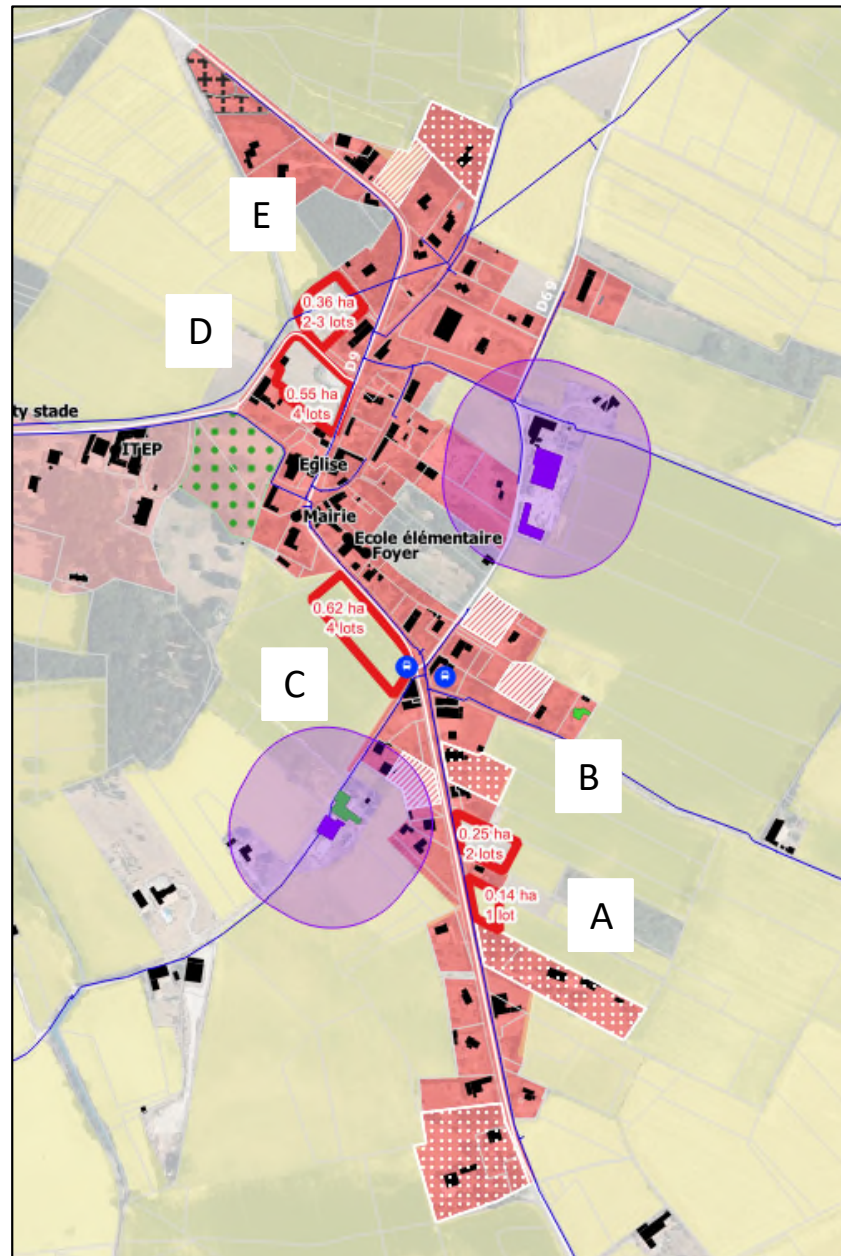 E
D69
0.36 ha
2-3 lots
D
D9
0.55 ha
4 lots
ty stade
ITEP
Eglise
Mairie
Ecole élémentaire
Foyer
0.62 ha
4 lots
C
B
0.25 ha
2 lots
0.14 ha
1 lot
A